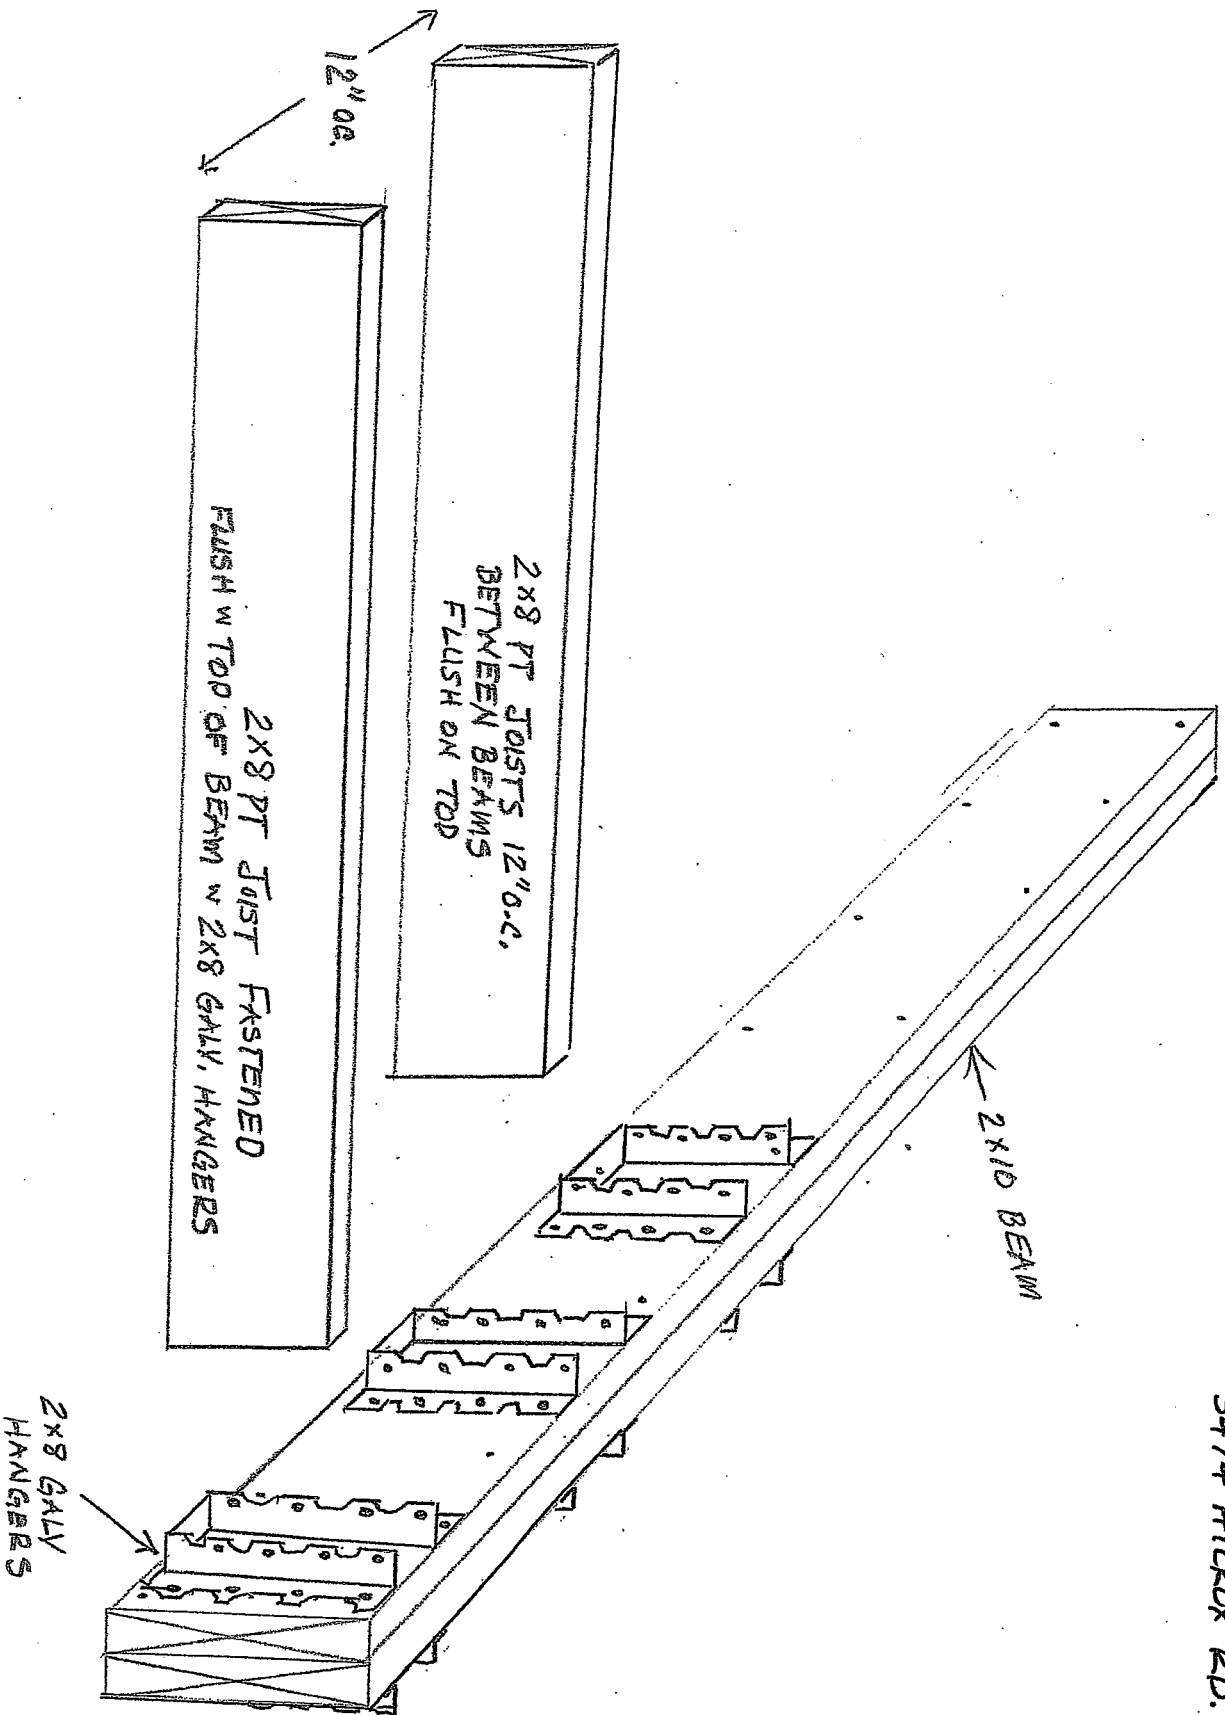 RD.
2X10 BEAM
12" OC.
2X8 PT JOISTS 12" O.C.
BETWEEN BEAMS
FLUSH ON TOP
2X8 PT JOIST FASTENED
FLUSH W TOP OF BEAM W 2X8 GALV. HANGERS
2X8 GALV
HANGERS